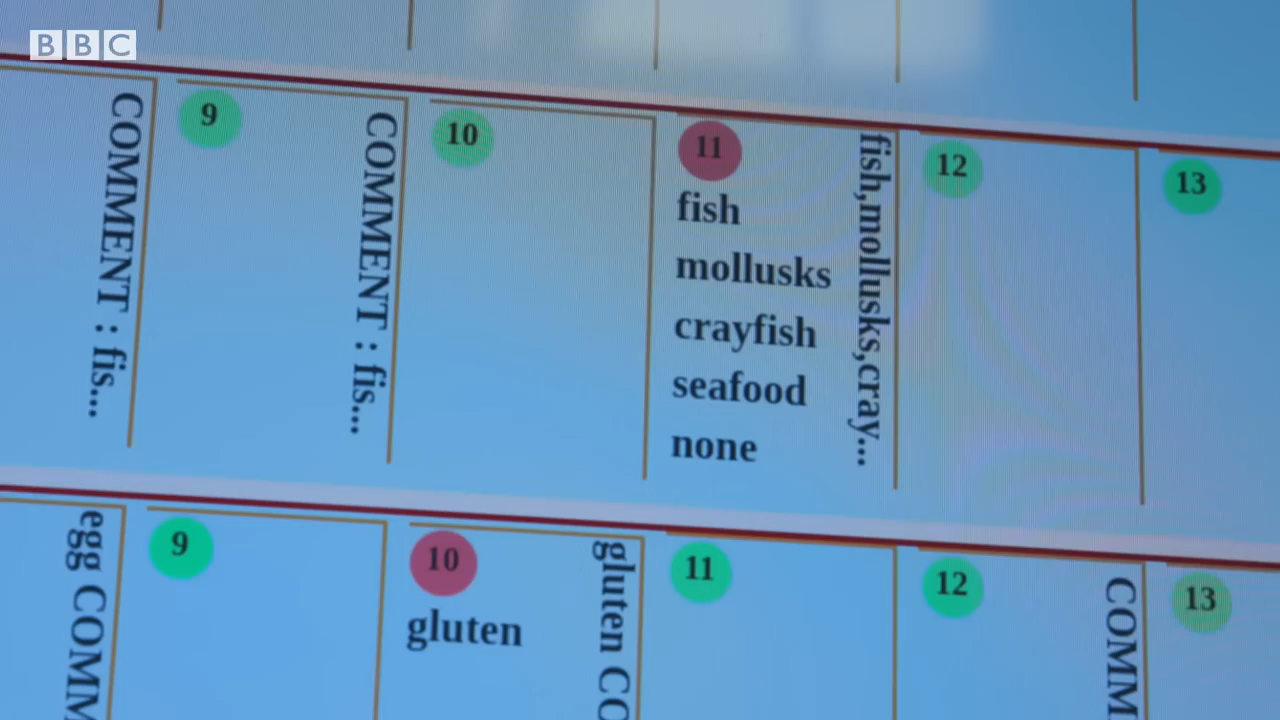 BBC
COMMENT : fis...
9
COMMENT : fis...
10
11
fish
mollusks
crayfish
seafood
none
fish,mollusks,cray...
12
13
egg COMM
9
10
gluten
gluten CO
11
12
COMM
13